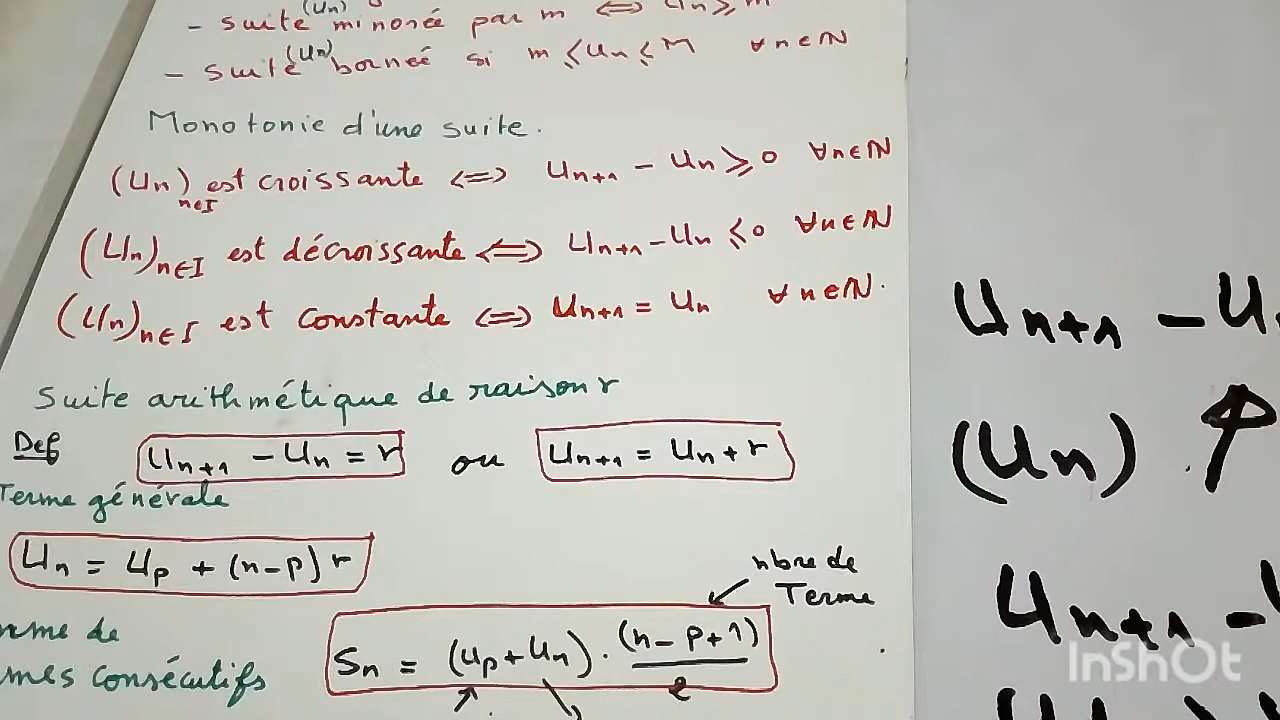 - suite (Un) minorée par m ⟺ Un ⩾ m
- suite (Un) bornée si m ⩽ Un ⩽ M ∀n∈ℕ
Monotonie d'une suite.
(Un)n∈I est croissante ⟺ Un+1 - Un ⩾ 0 ∀n∈ℕ
(Un)n∈I est décroissante ⟺ Un+1 - Un ⩽ 0 ∀n∈ℕ
(Un)n∈I est constante ⟺ Un+1 = Un ∀n∈ℕ.
Suite arithmétique de raison r
Def Un+1 - Un = r ou Un+1 = Un + r
Terme générale
Un = Up + (n-p) r
nbre de
Terme
de
consécutifs
Sn = (Up + Un) . (n-p+1) / 2
Un+1 - U
(Un) ↑
Un+1 -
InShOt